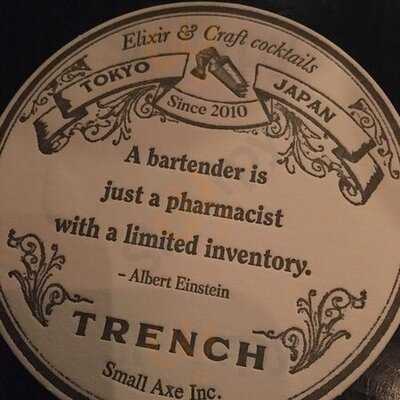 Elixir & Craft cocktails
TOKYO JAPAN
Since 2010
A bartender is
just a pharmacist
with a limited inventory.
- Albert Einstein
TRENCH
Small Axe Inc.